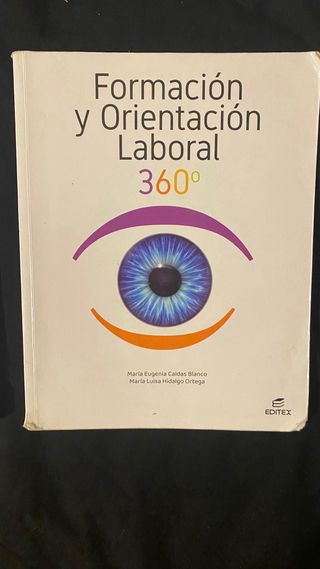 Formación
y Orientación
Laboral
360º
María Eugenia Caldas Blanco
María Luisa Hidalgo Ortega
EDITEX